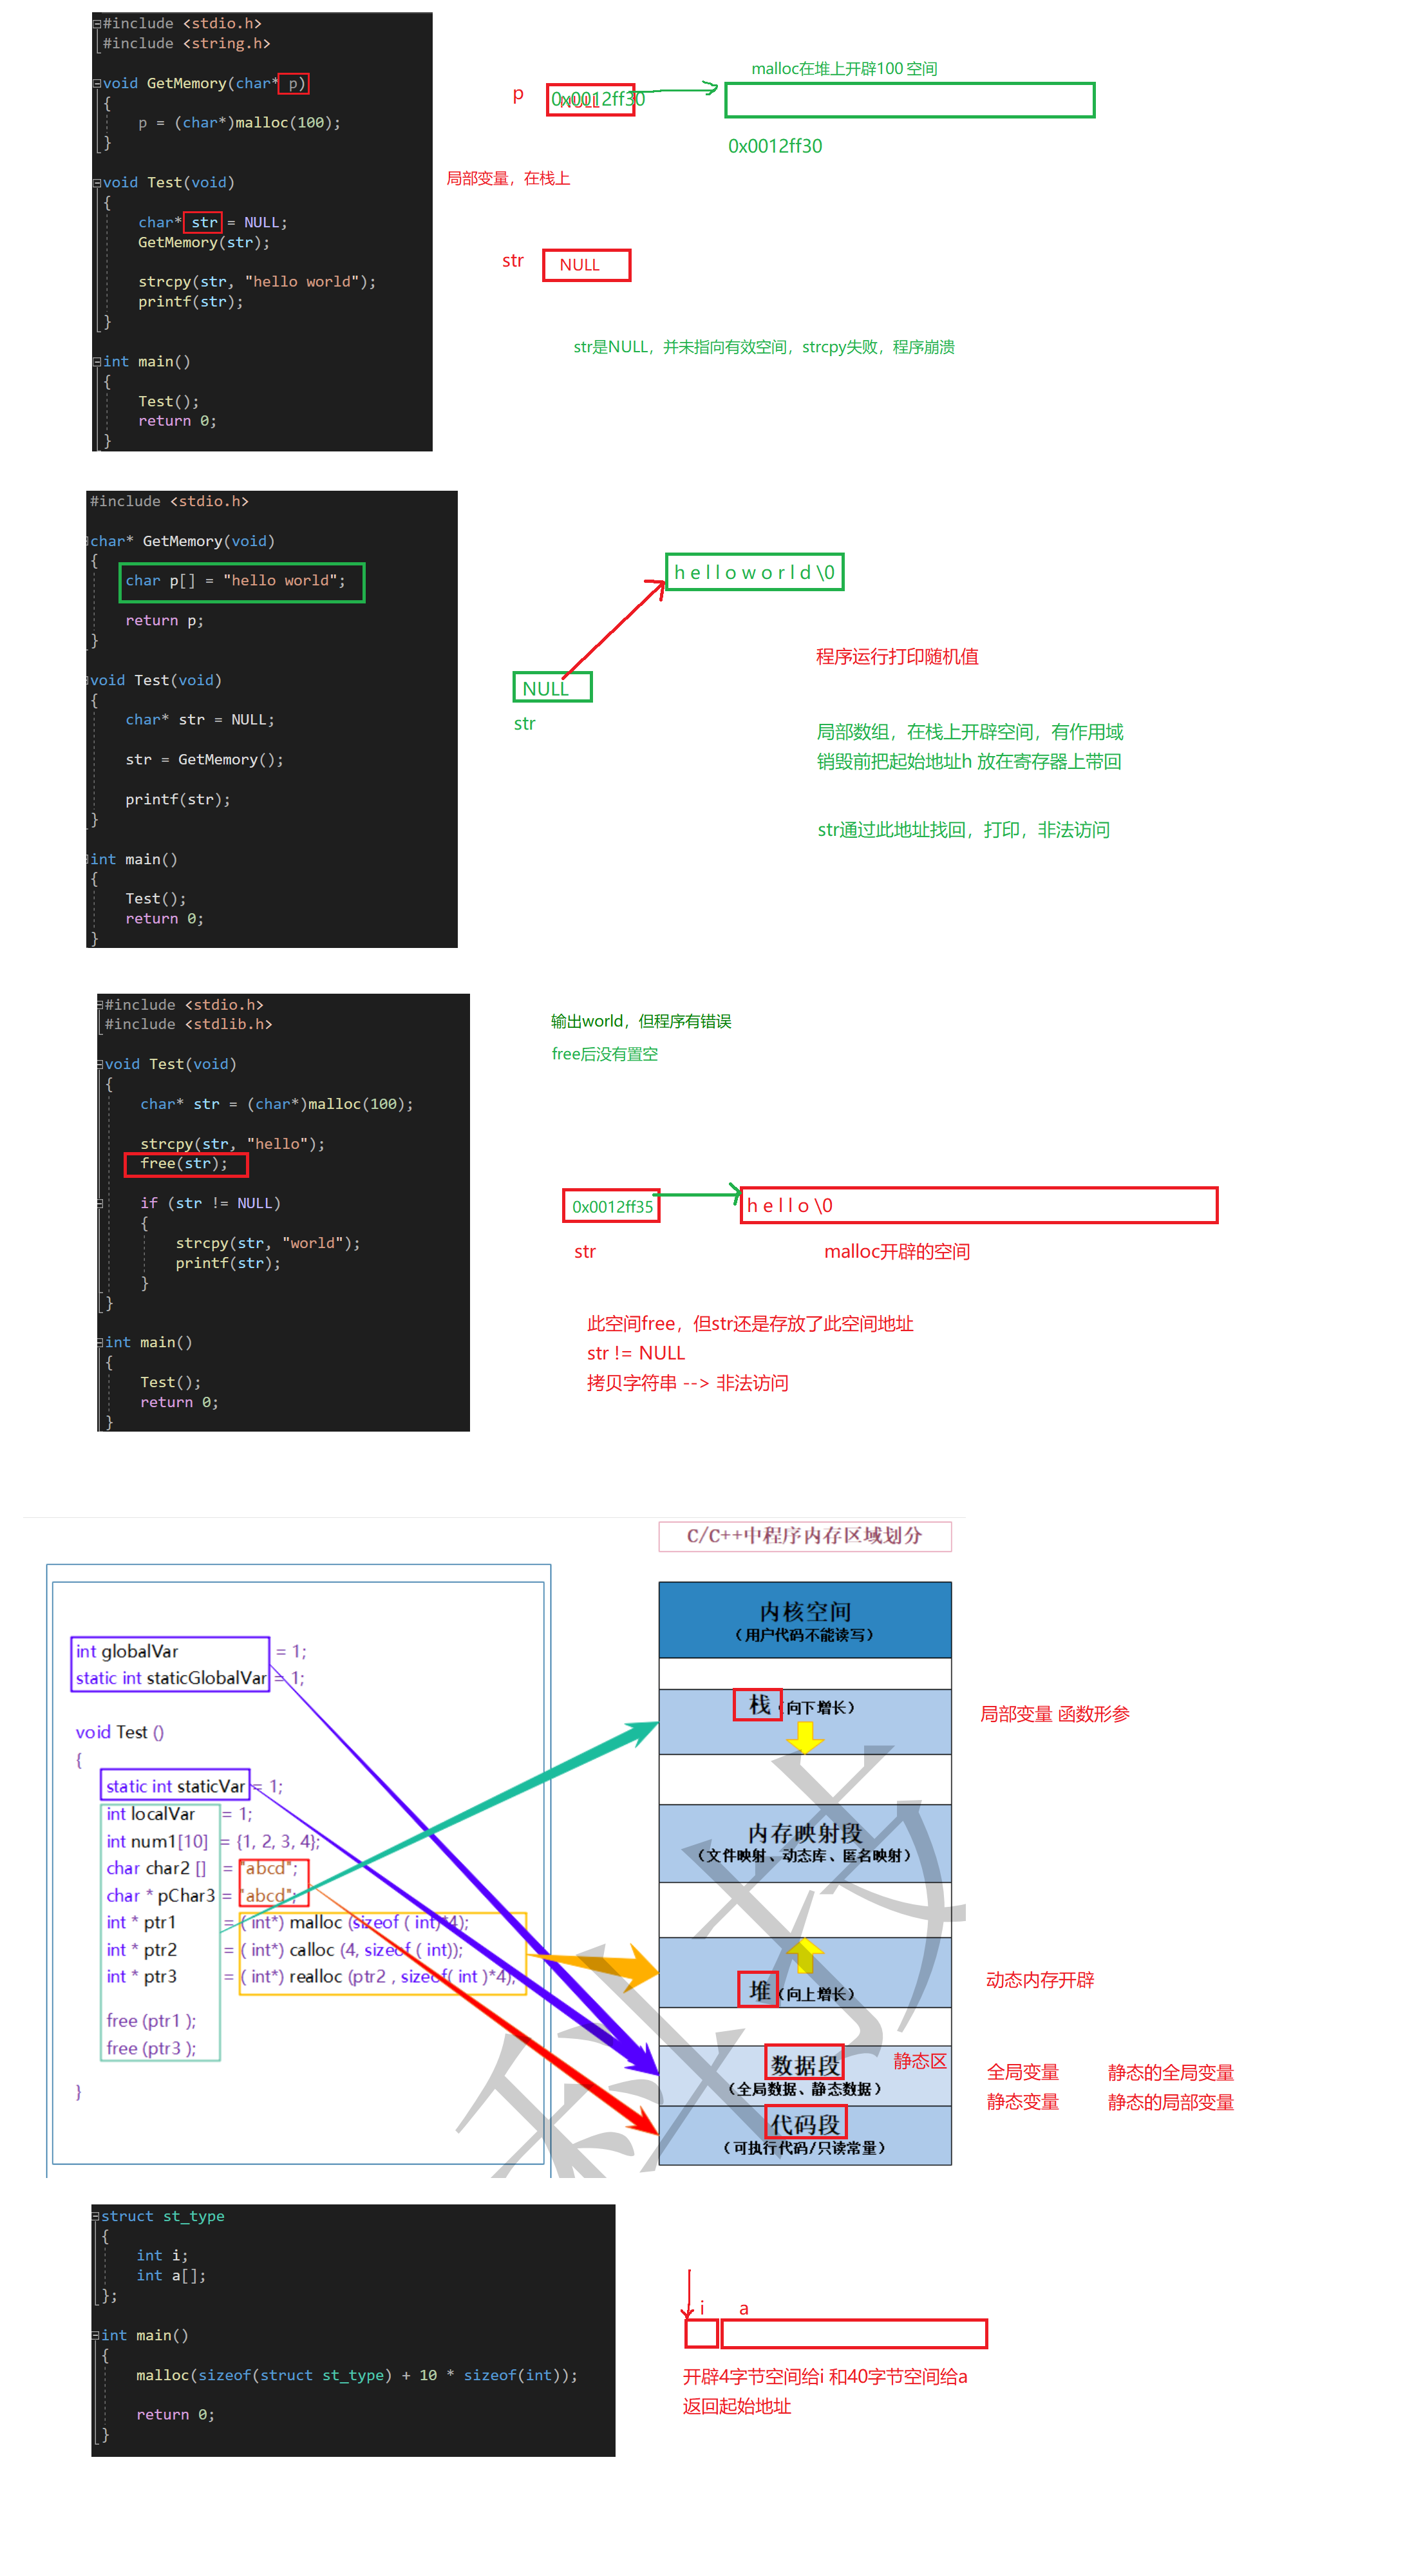 #include <stdio.h>
#include <string.h>
void GetMemory(char* p)
{
p = (char*)malloc(100);
}
void Test(void)
{
char* str = NULL;
GetMemory(str);
strcpy(str, "hello world");
printf(str);
}
int main()
{
Test();
return 0;
}
malloc在堆上开辟100 空间
p
NULL
0x0012ff30
0x0012ff30
局部变量，在栈上
str
NULL
str是NULL，并未指向有效空间，strcpy失败，程序崩溃
#include <stdio.h>
char* GetMemory(void)
{
char p[] = "hello world";
return p;
}
void Test(void)
{
char* str = NULL;
str = GetMemory();
printf(str);
}
int main()
{
Test();
return 0;
}
h e l l o w o r l d \0
NULL
str
程序运行打印随机值
局部数组，在栈上开辟空间，有作用域
销毁前把起始地址h 放在寄存器上带回
str通过此地址找回，打印，非法访问
#include <stdio.h>
#include <stdlib.h>
void Test(void)
{
char* str = (char*)malloc(100);
strcpy(str, "hello");
free(str);
if (str != NULL)
{
strcpy(str, "world");
printf(str);
}
}
int main()
{
Test();
return 0;
}
输出world，但程序有错误
free后没有置空
0x0012ff35
h e l l o \0
str
malloc开辟的空间
此空间free，但str还是存放了此空间地址
str != NULL
拷贝字符串 --> 非法访问
C/C++中程序内存区域划分
int globalVar = 1;
static int staticGlobalVar = 1;
void Test ()
{
static int staticVar = 1;
int localVar = 1;
int num1[10] = {1, 2, 3, 4};
char char2 [] = "abcd";
char * pChar3 = "abcd";
int * ptr1 = ( int*) malloc (sizeof ( int)*4);
int * ptr2 = ( int*) calloc (4, sizeof ( int));
int * ptr3 = ( int*) realloc (ptr2 , sizeof( int )*4);
free (ptr1 );
free (ptr3 );
}
内核空间
（用户代码不能读写）
栈（向下增长）
局部变量 函数形参
内存映射段
（文件映射、动态库、匿名映射）
堆（向上增长）
动态内存开辟
数据段
静态区
（全局数据、静态数据）
全局变量 静态的全局变量
静态变量 静态的局部变量
代码段
（可执行代码/只读常量）
struct st_type
{
int i;
int a[];
};
int main()
{
malloc(sizeof(struct st_type) + 10 * sizeof(int));
return 0;
}
i a
开辟4字节空间给i 和40字节空间给a
返回起始地址